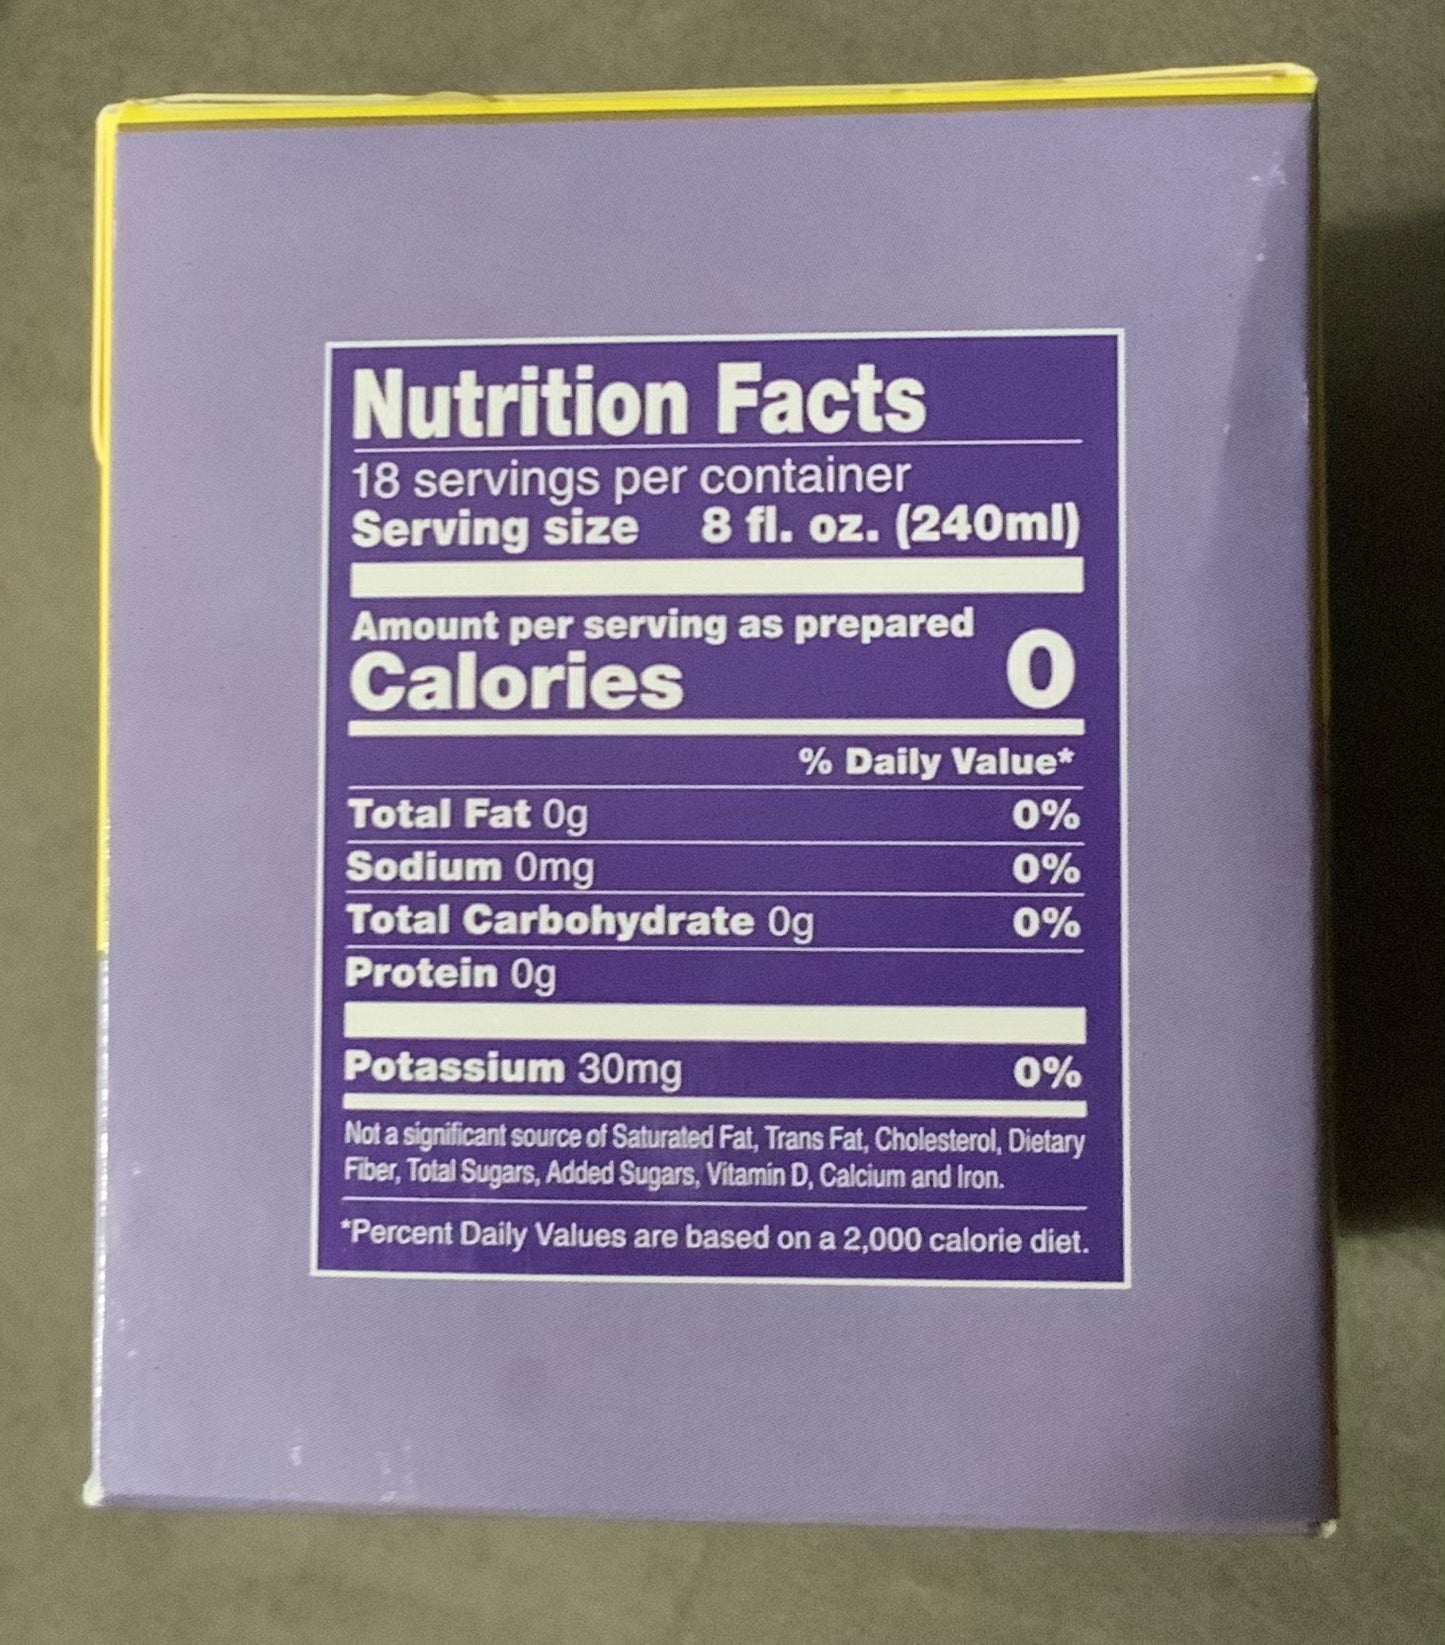 Nutrition Facts
18 servings per container
Serving size 8 fl. oz. (240ml)
Amount per serving as prepared
Calories 0
% Daily Value*
Total Fat 0g 0%
Sodium 0mg 0%
Total Carbohydrate 0g 0%
Protein 0g
Potassium 30mg 0%
Not a significant source of Saturated Fat, Trans Fat, Cholesterol, Dietary
Fiber, Total Sugars, Added Sugars, Vitamin D, Calcium and Iron.
*Percent Daily Values are based on a 2,000 calorie diet.